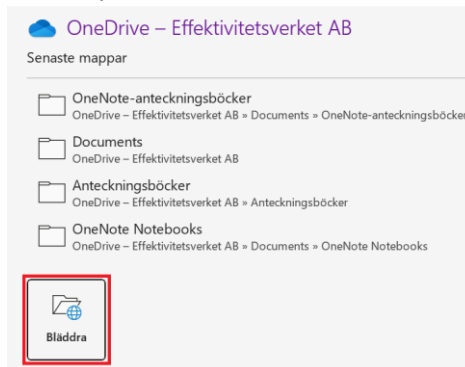 OneDrive – Effektivitetsverket AB
Senaste mappar
OneNote-anteckningsböcker
OneDrive – Effektivitetsverket AB » Documents » OneNote-anteckningsböcker
Documents
OneDrive – Effektivitetsverket AB
Anteckningsböcker
OneDrive – Effektivitetsverket AB » Anteckningsböcker
OneNote Notebooks
OneDrive – Effektivitetsverket AB » Documents » OneNote Notebooks
Bläddra